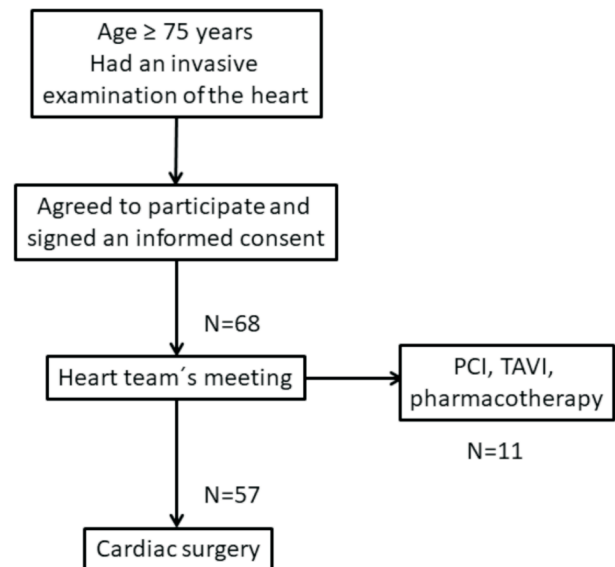 Age ≥ 75 years
Had an invasive
examination of the heart
Agreed to participate and
signed an informed consent
N=68
Heart team´s meeting
PCI, TAVI,
pharmacotherapy
N=11
N=57
Cardiac surgery